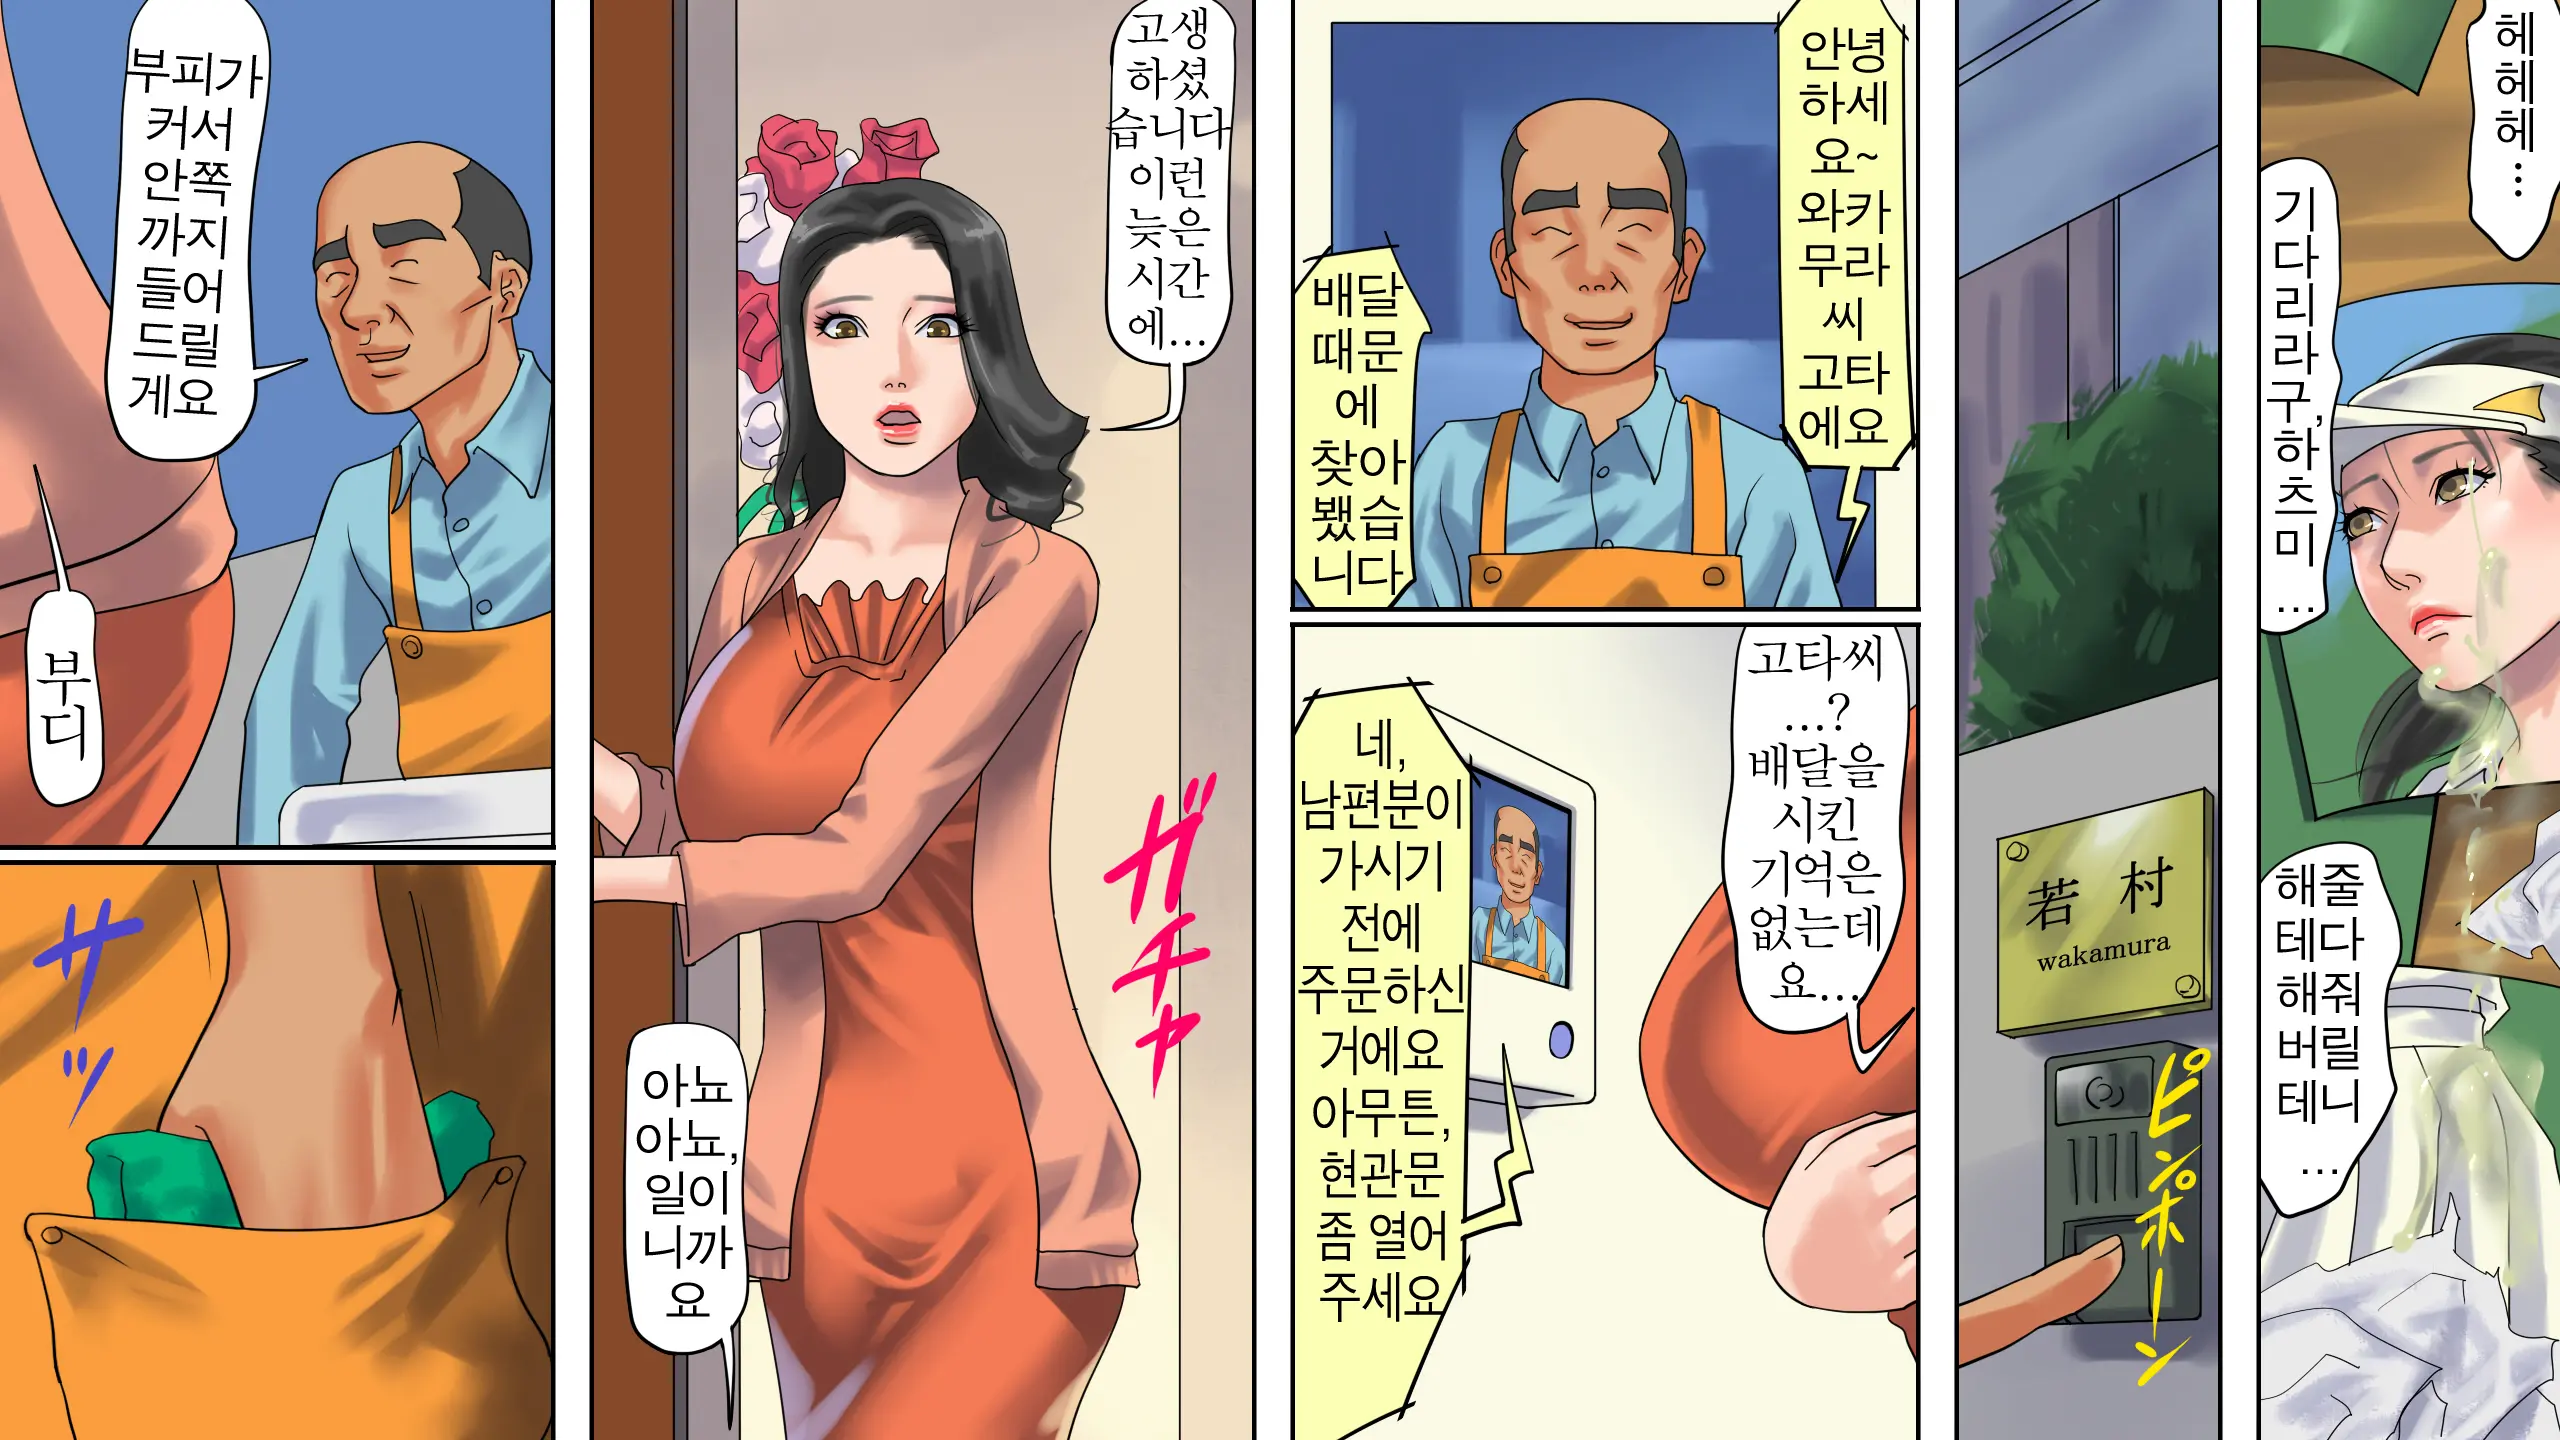 헤
헤
헤
…
기
다
리
라
구,
하
츠
미
…
해줄
테다
해줘
버릴
테니
…
若村
wakamura
ピンポーン
안녕
하세
요~
와카
무라
씨
고타
에요
배달
때문
에
찾아
뵀습
니다
고타씨
…?
배달을
시킨
기억은
없는데
요…
네,
남편분이
가시기
전에
주문하신
거에요
아무튼,
현관문
좀 열어
주세요
고생
하셨
습니다
이런
늦은
시간
에…
ガチャ
아뇨
아뇨,
일이
니까
요
부피가
커서
안쪽
까지
들어
드릴
게요
부
디
サッ